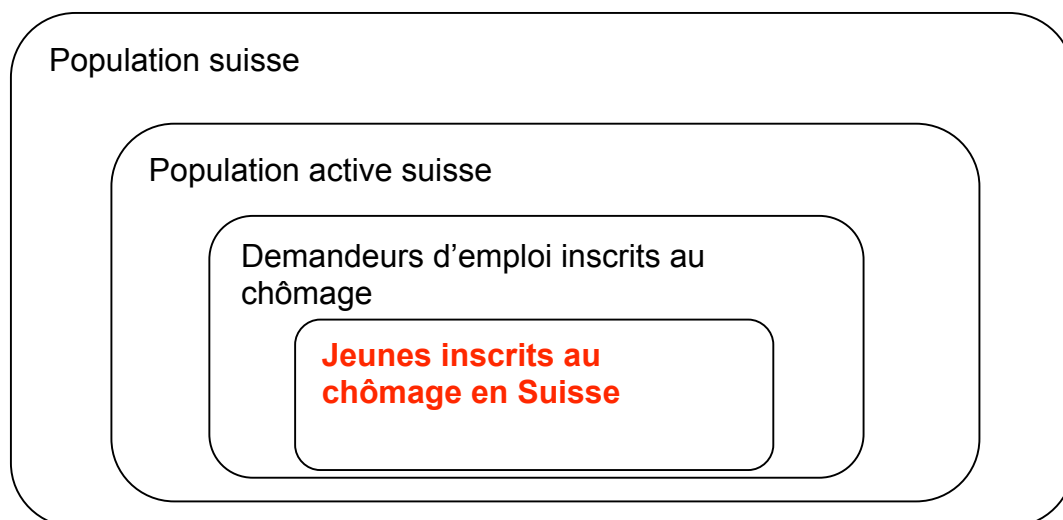 Population suisse
Population active suisse
Demandeurs d’emploi inscrits au
chômage
Jeunes inscrits au
chômage en Suisse